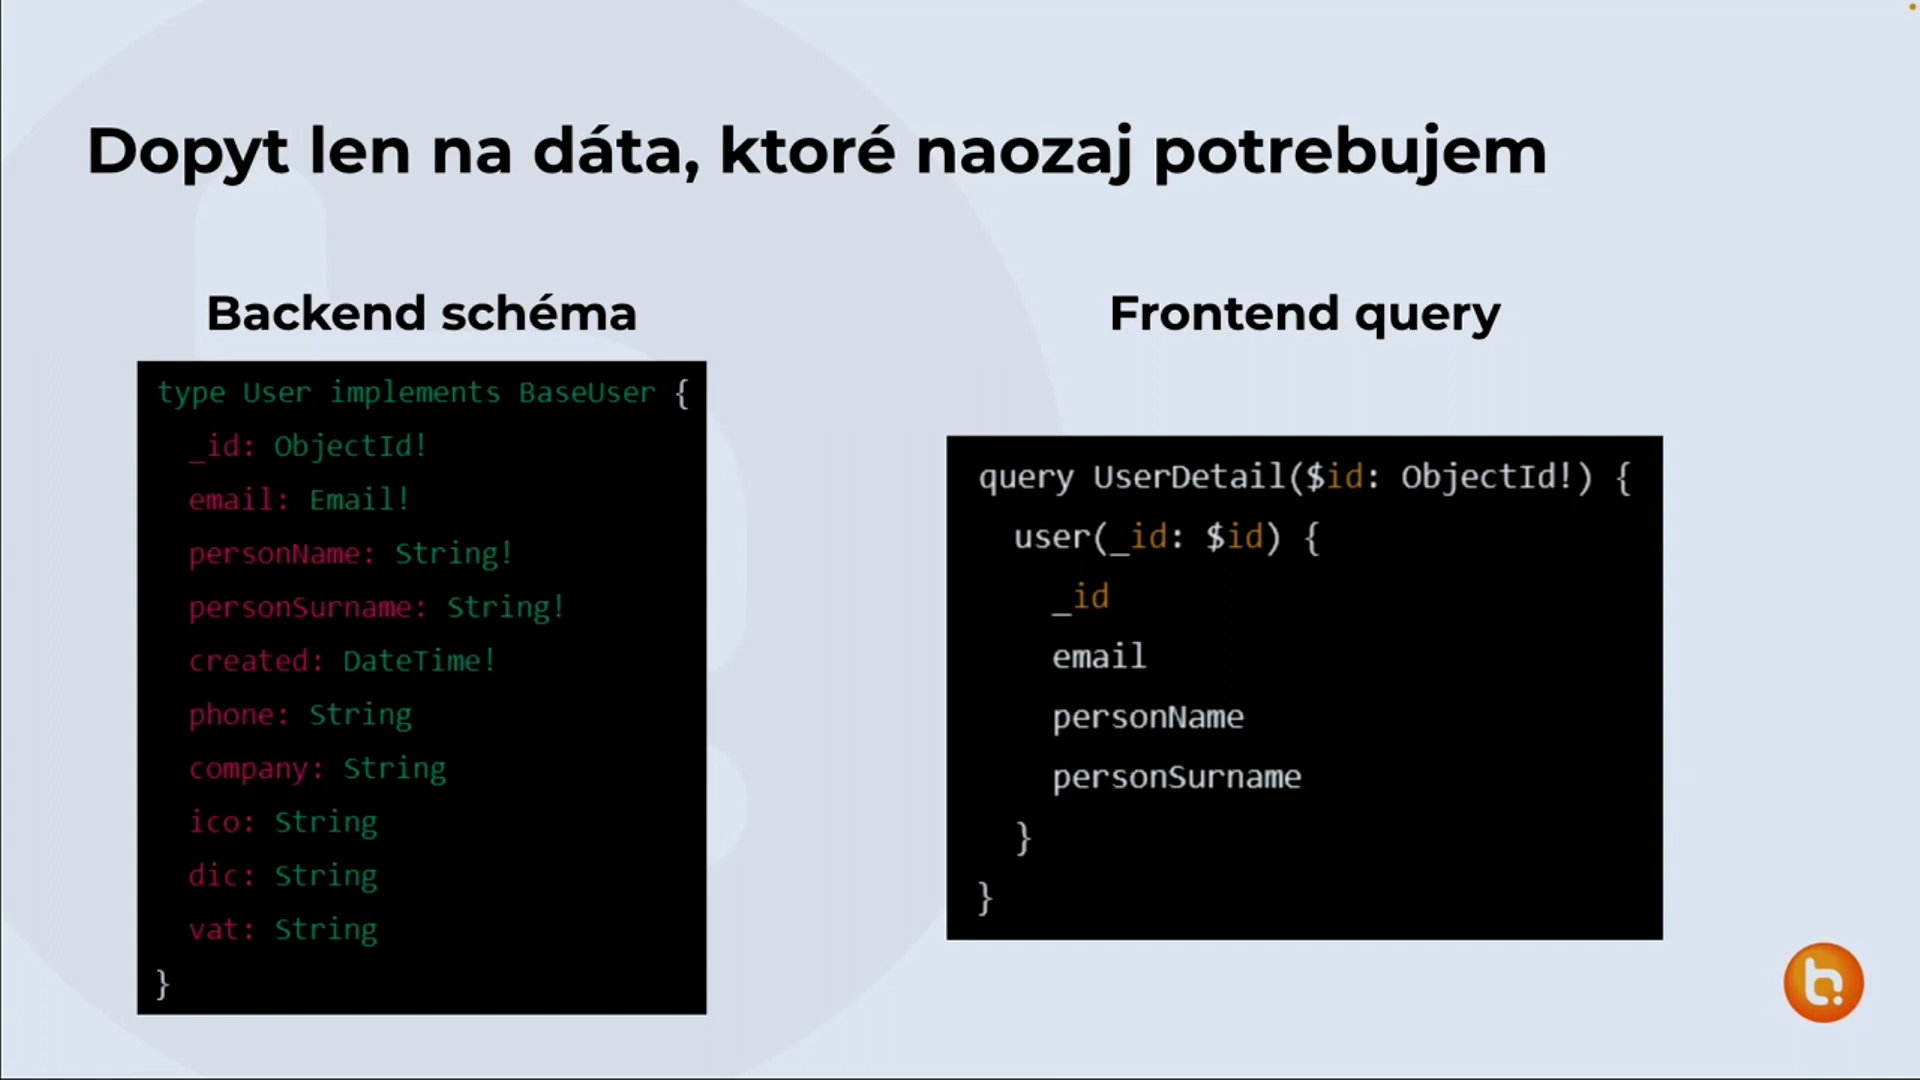 Dopyt len na dáta, ktoré naozaj potrebujem
Backend schéma
type User implements BaseUser {
_id: ObjectId!
email: Email!
personName: String!
personSurname: String!
created: DateTime!
phone: String
company: String
ico: String
dic: String
vat: String
}
Frontend query
query UserDetail($id: ObjectId!) {
user(_id: $id) {
_id
email
personName
personSurname
}
}
b.